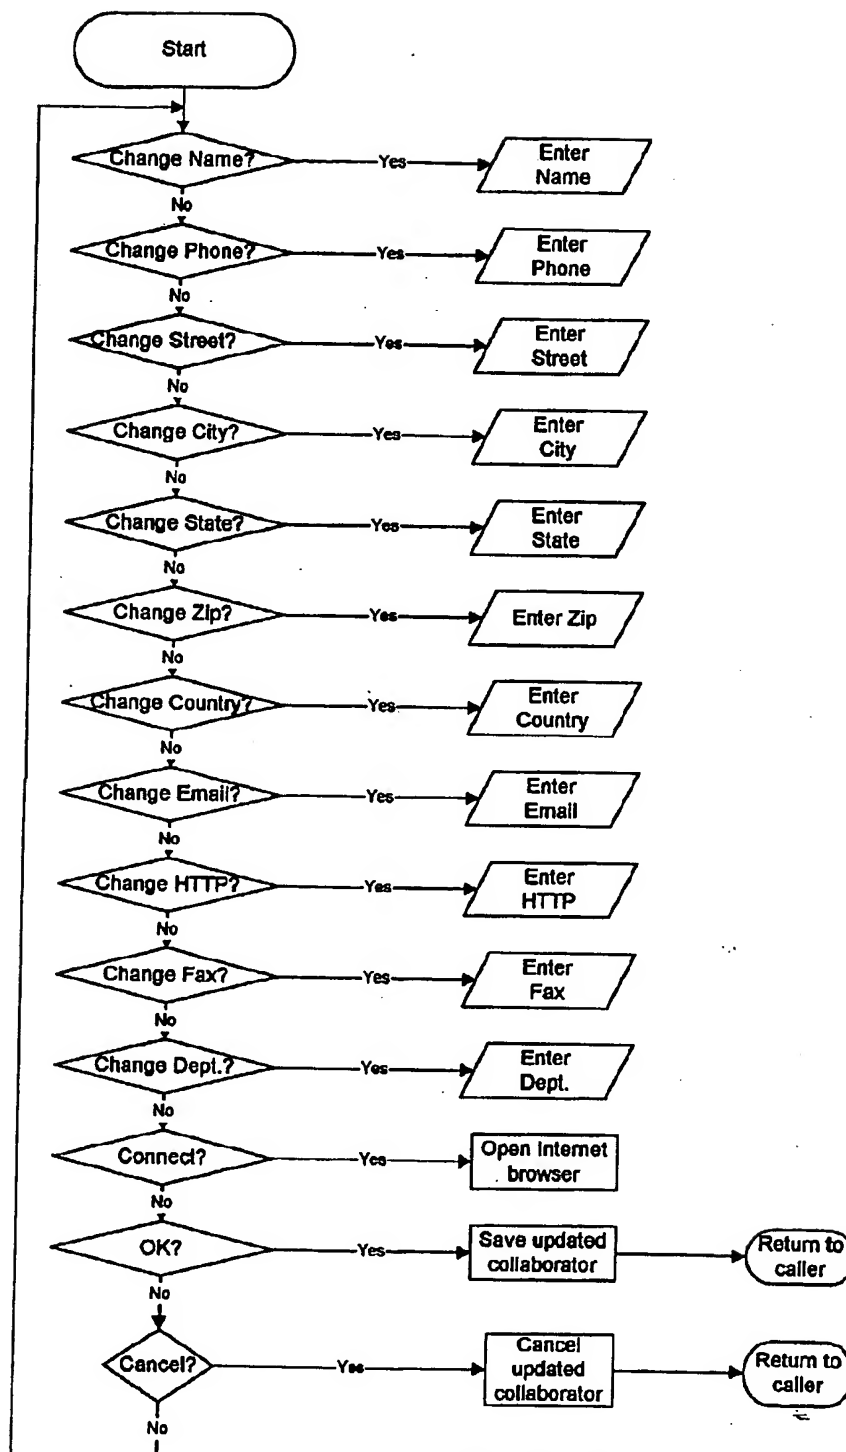 Start
Change Name?
Yes
Enter
Name
No
Change Phone?
Yes
Enter
Phone
No
Change Street?
Yes
Enter
Street
No
Change City?
Yes
Enter
City
No
Change State?
Yes
Enter
State
No
Change Zip?
Yes
Enter Zip
No
Change Country?
Yes
Enter
Country
No
Change Email?
Yes
Enter
Email
No
Change HTTP?
Yes
Enter
HTTP
No
Change Fax?
Yes
Enter
Fax
No
Change Dept.?
Yes
Enter
Dept.
No
Connect?
Yes
Open Internet
browser
No
OK?
Yes
Save updated
collaborator
Return to
caller
No
Cancel?
Yes
Cancel
updated
collaborator
Return to
caller
No